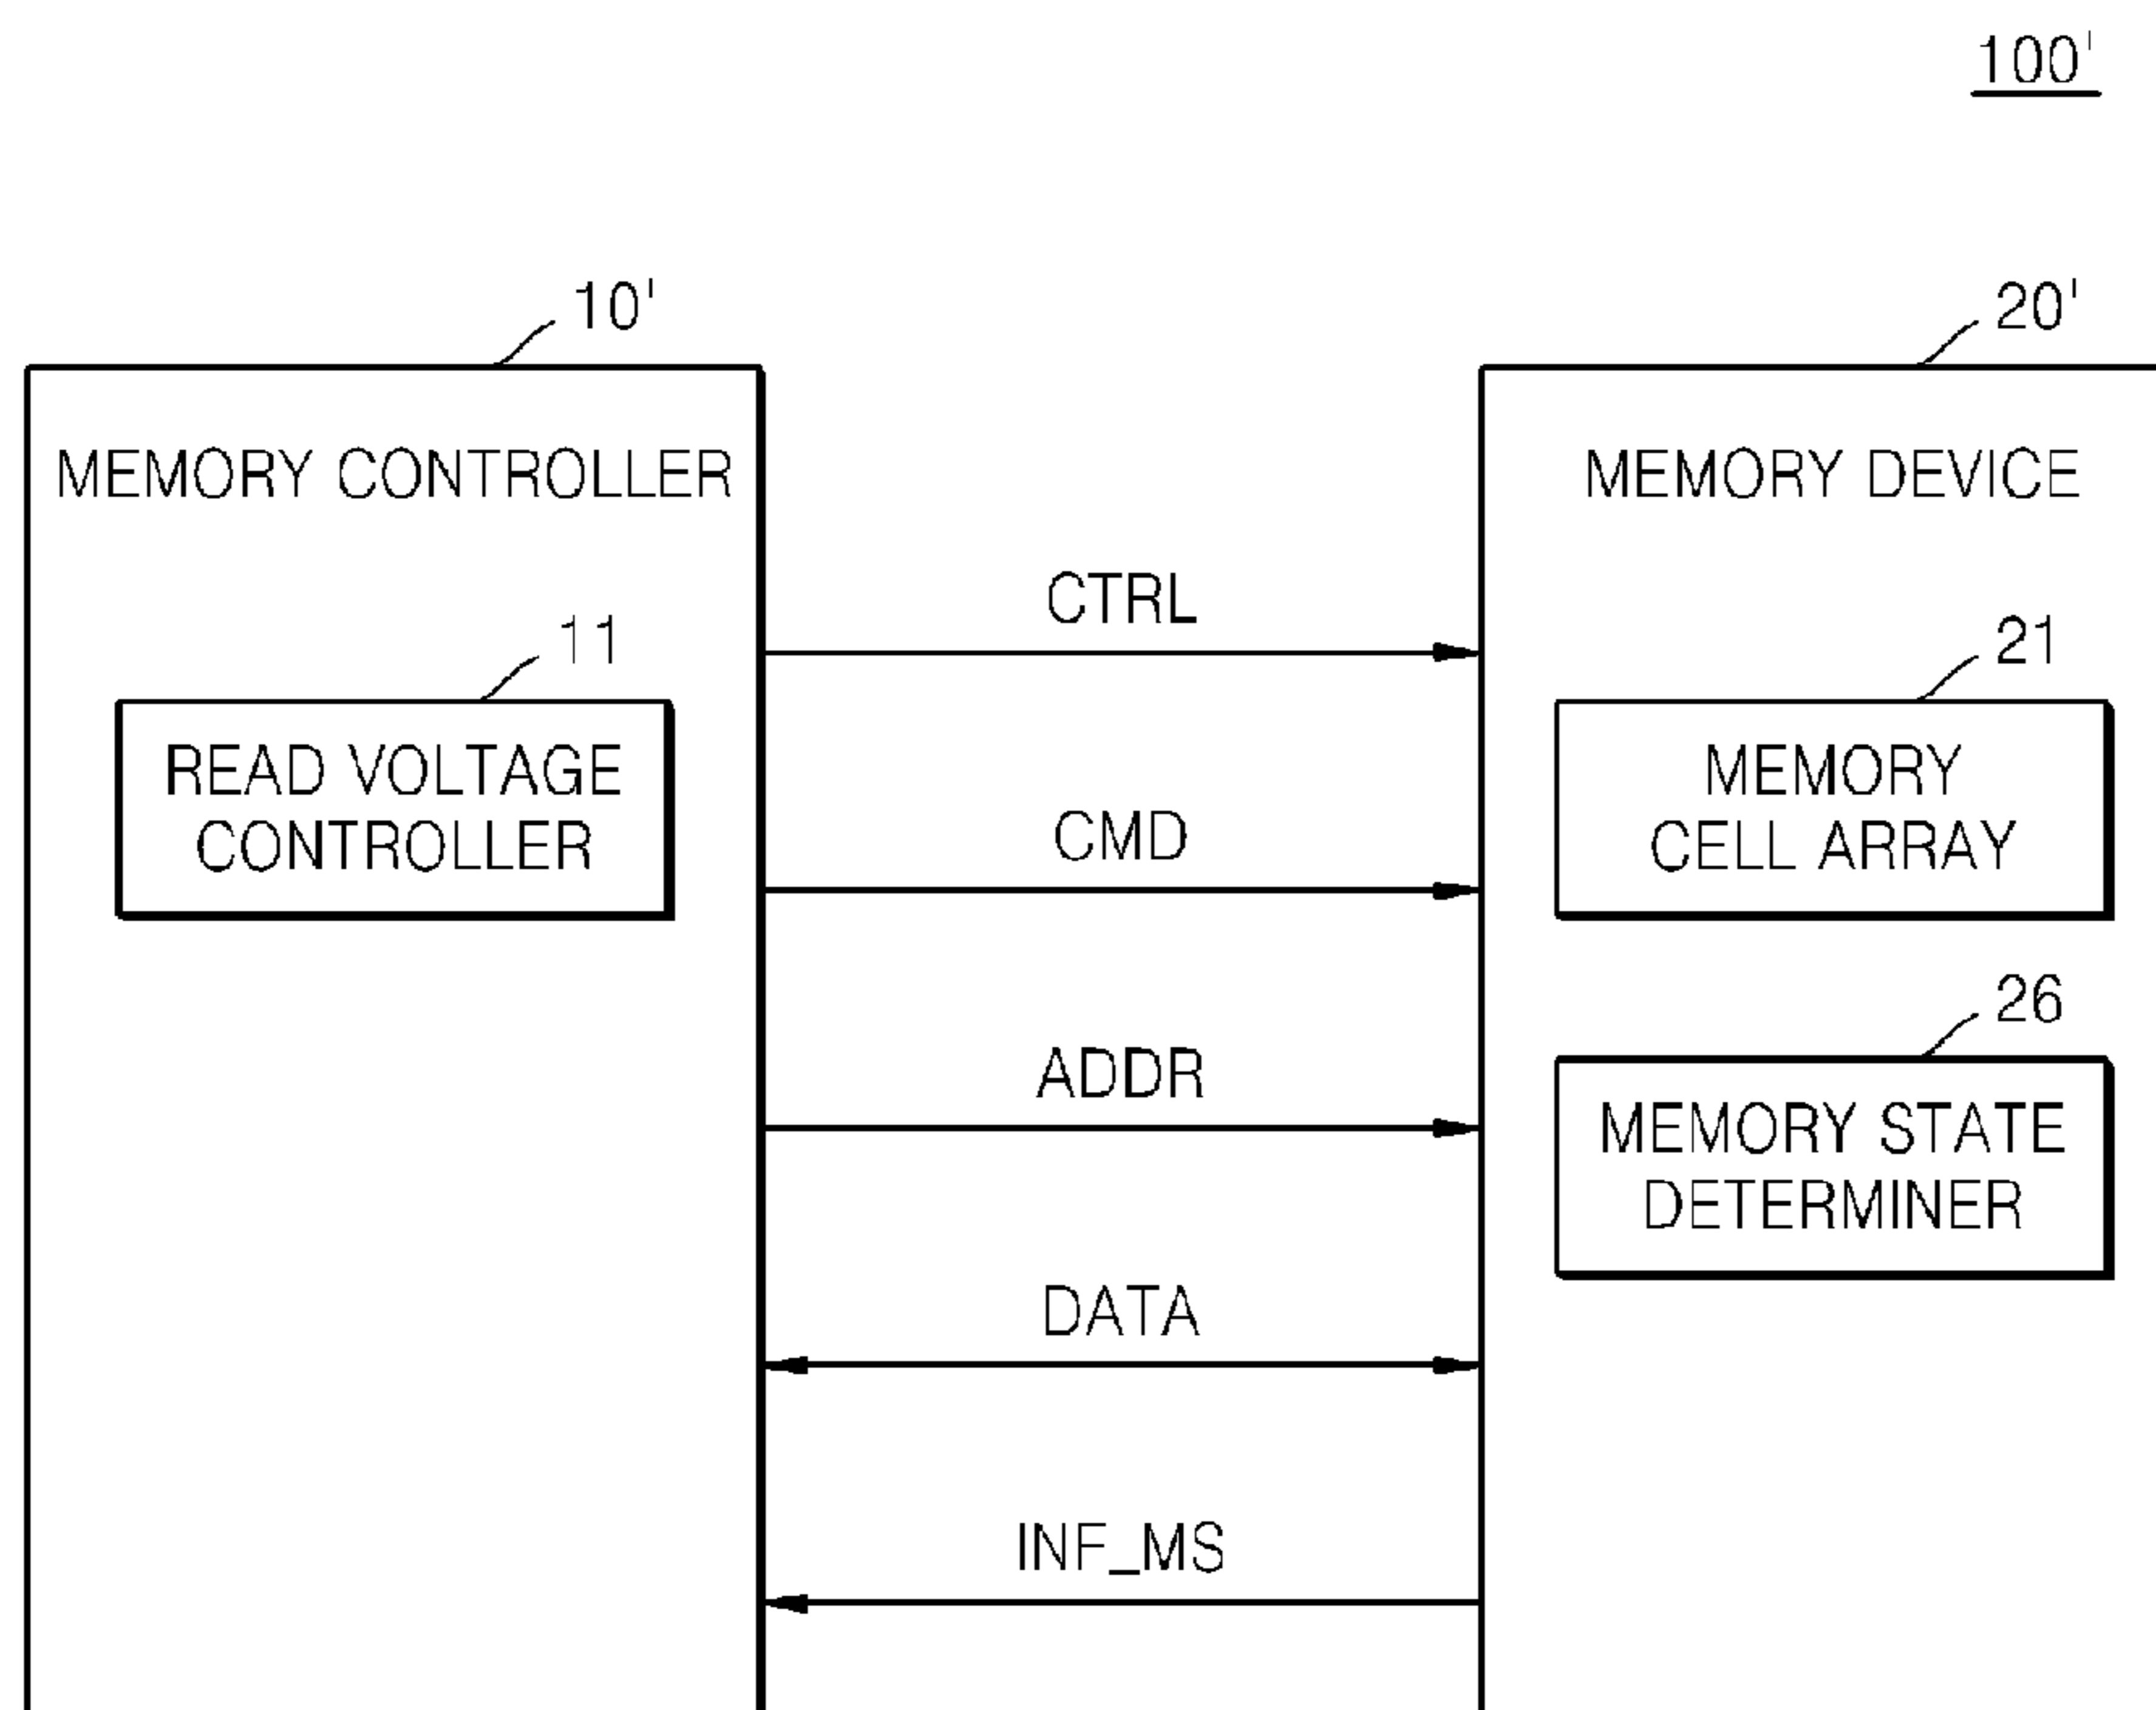 100'
10'
20'
MEMORY CONTROLLER
MEMORY DEVICE
CTRL
11
21
READ VOLTAGE
CONTROLLER
MEMORY
CELL ARRAY
CMD
26
ADDR
MEMORY STATE
DETERMINER
DATA
INF_MS